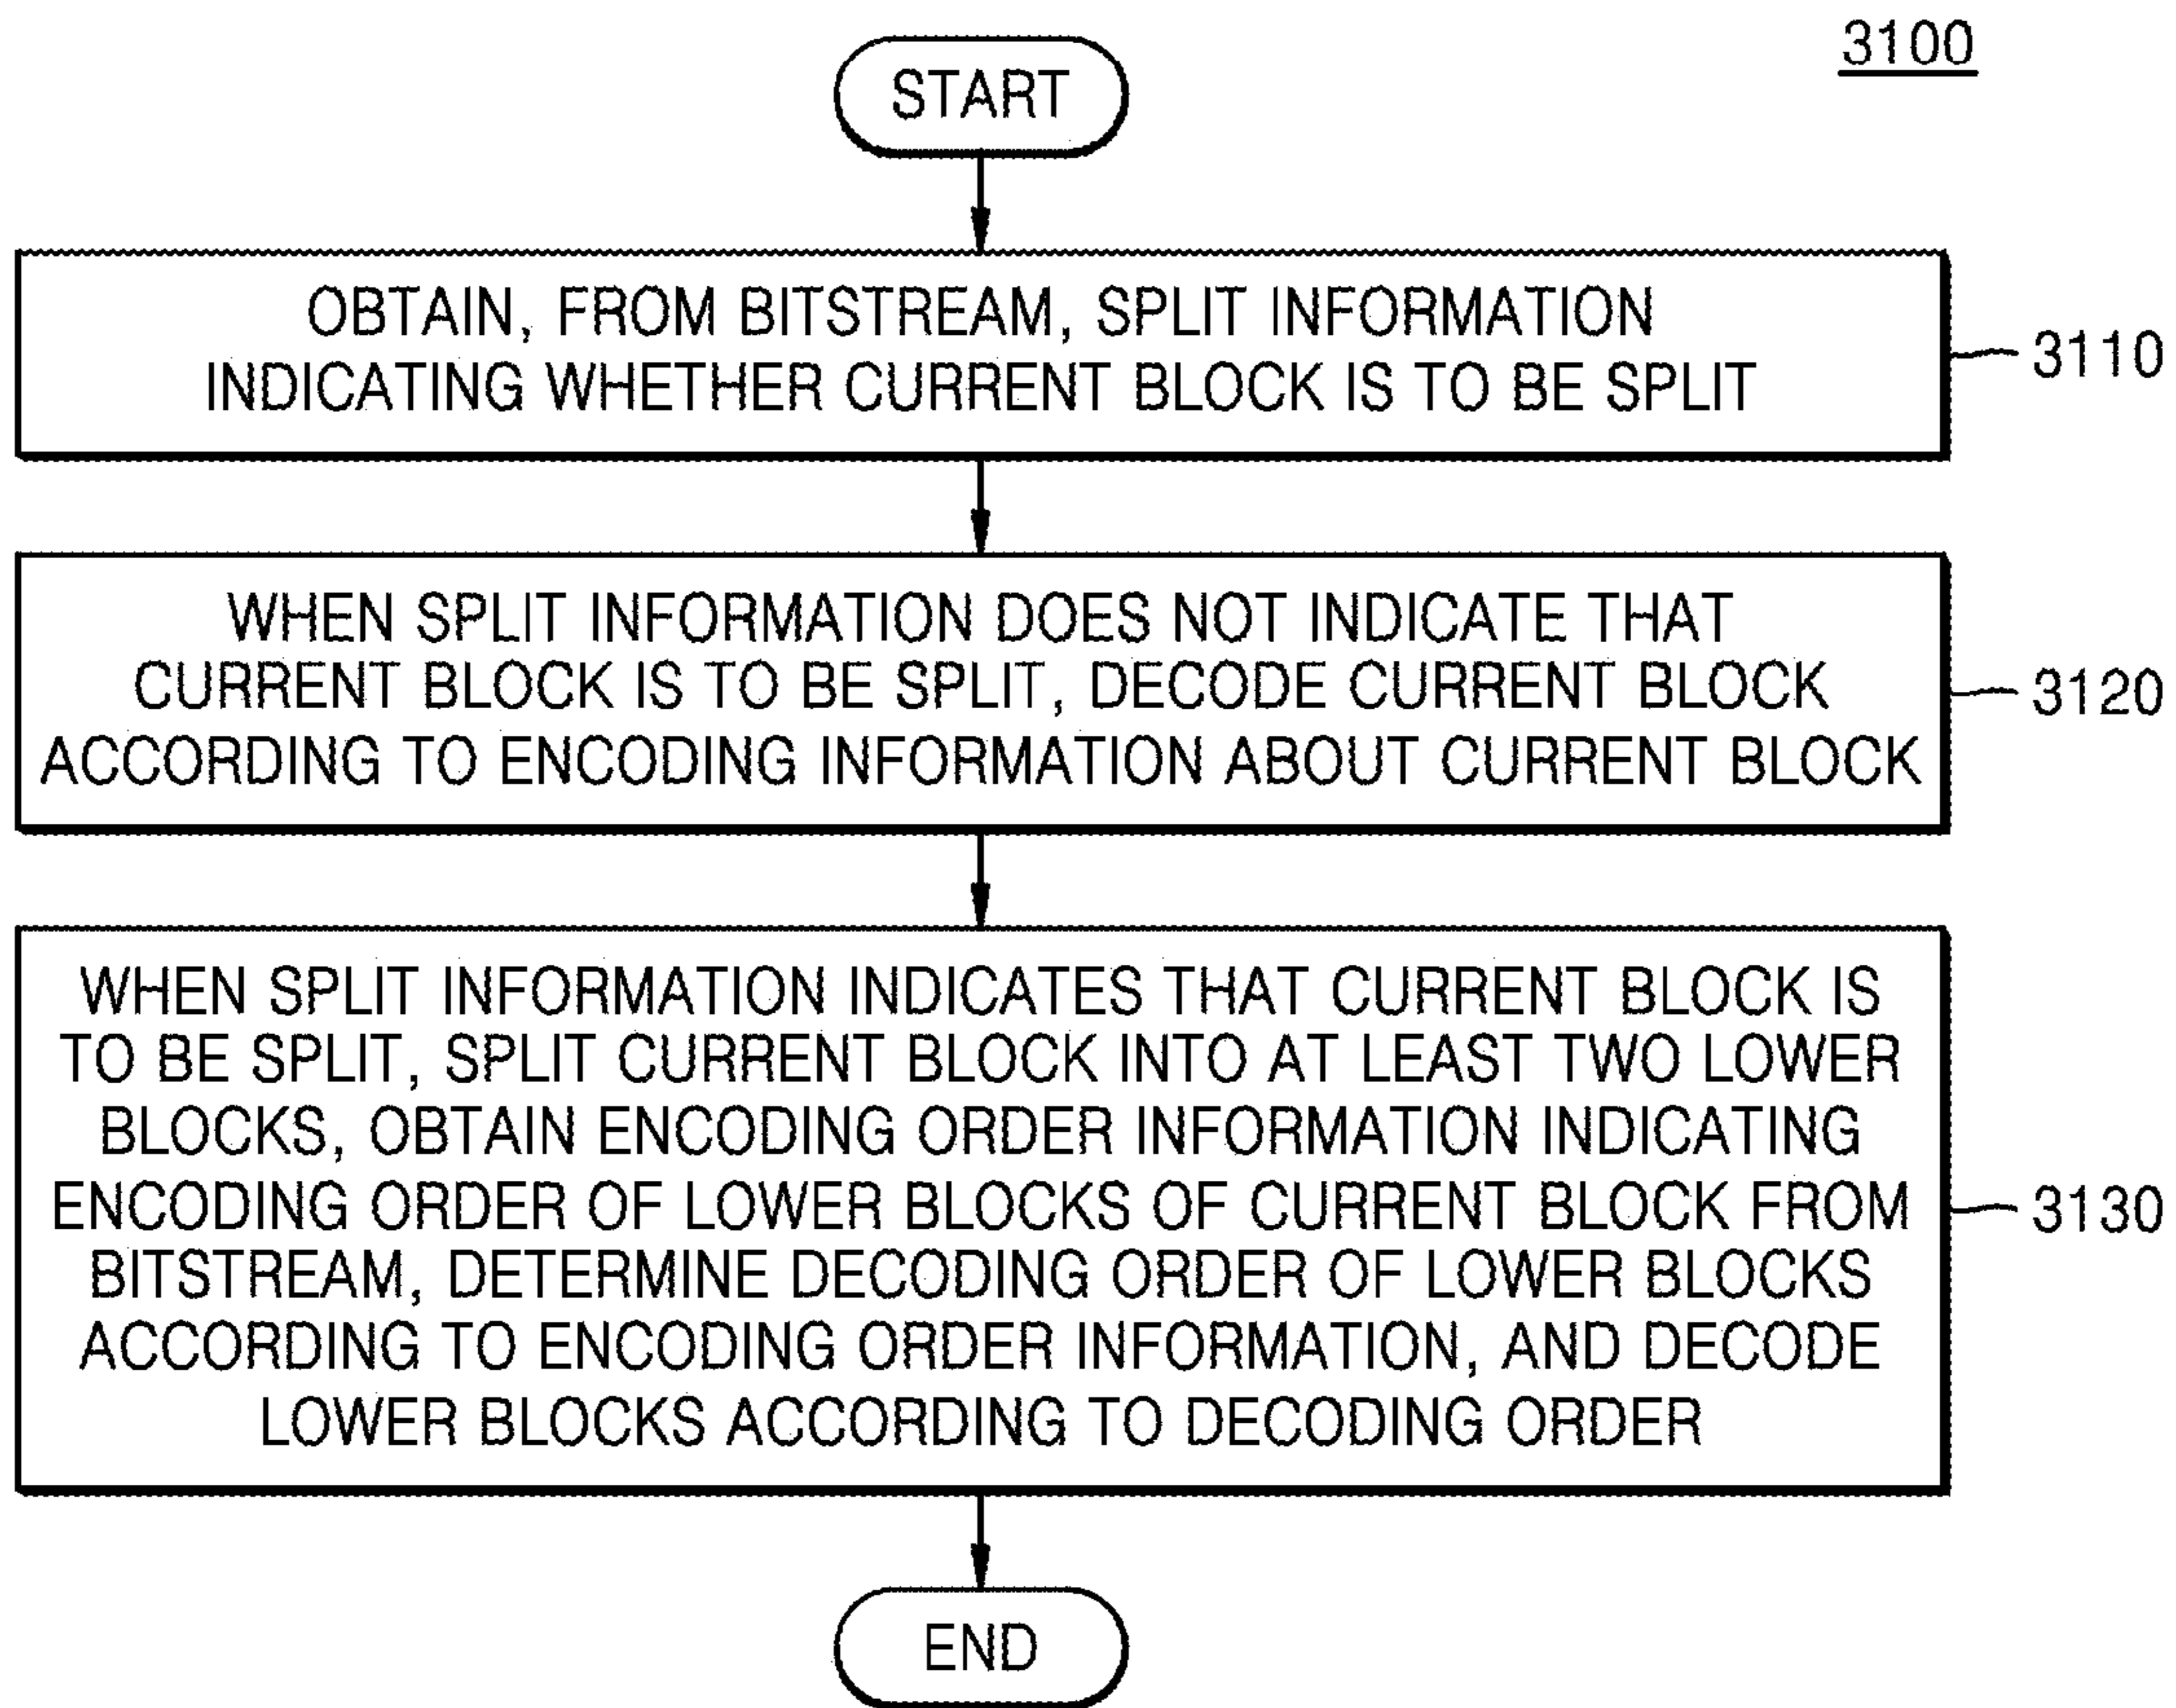 3100
START
OBTAIN, FROM BITSTREAM, SPLIT INFORMATION
INDICATING WHETHER CURRENT BLOCK IS TO BE SPLIT
3110
WHEN SPLIT INFORMATION DOES NOT INDICATE THAT
CURRENT BLOCK IS TO BE SPLIT, DECODE CURRENT BLOCK
ACCORDING TO ENCODING INFORMATION ABOUT CURRENT BLOCK
3120
WHEN SPLIT INFORMATION INDICATES THAT CURRENT BLOCK IS
TO BE SPLIT, SPLIT CURRENT BLOCK INTO AT LEAST TWO LOWER
BLOCKS, OBTAIN ENCODING ORDER INFORMATION INDICATING
ENCODING ORDER OF LOWER BLOCKS OF CURRENT BLOCK FROM
BITSTREAM, DETERMINE DECODING ORDER OF LOWER BLOCKS
ACCORDING TO ENCODING ORDER INFORMATION, AND DECODE
LOWER BLOCKS ACCORDING TO DECODING ORDER
3130
END